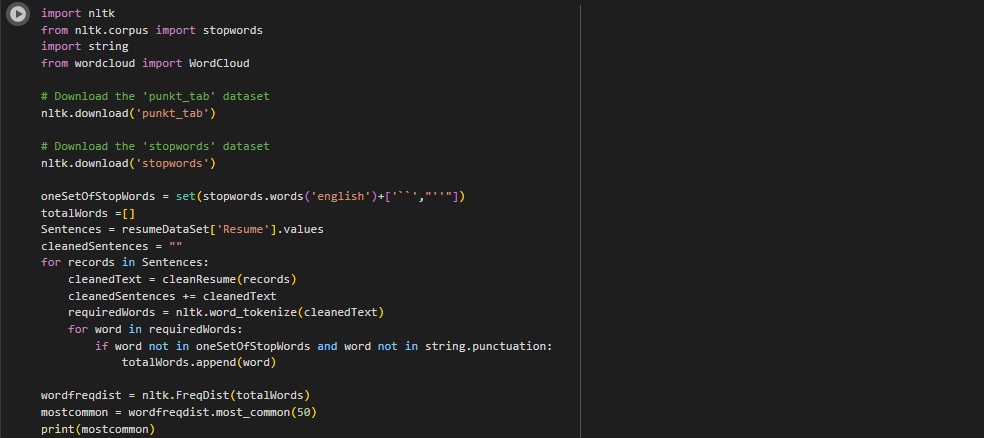 import nltk
from nltk.corpus import stopwords
import string
from wordcloud import WordCloud

# Download the 'punkt_tab' dataset
nltk.download('punkt_tab')

# Download the 'stopwords' dataset
nltk.download('stopwords')

oneSetOfStopWords = set(stopwords.words('english')+['``',"''"])
totalWords =[]
Sentences = resumeDataSet['Resume'].values
cleanedSentences = ""
for records in Sentences:
    cleanedText = cleanResume(records)
    cleanedSentences += cleanedText
    requiredWords = nltk.word_tokenize(cleanedText)
    for word in requiredWords:
        if word not in oneSetOfStopWords and word not in string.punctuation:
            totalWords.append(word)

wordfreqdist = nltk.FreqDist(totalWords)
mostcommon = wordfreqdist.most_common(50)
print(mostcommon)